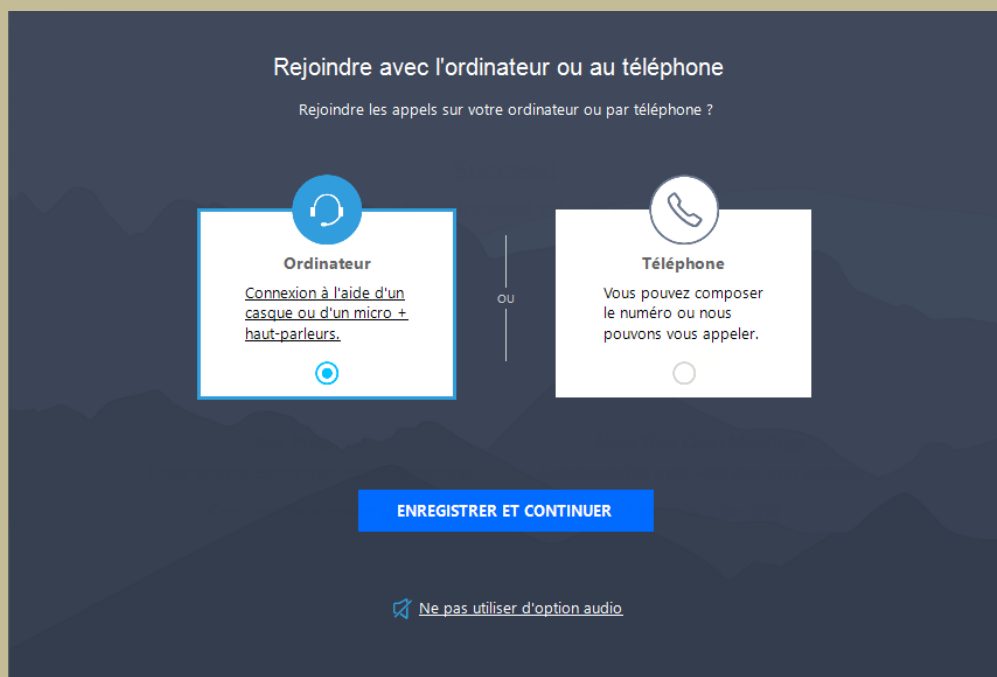 Rejoindre avec l'ordinateur ou au téléphone
Rejoindre les appels sur votre ordinateur ou par téléphone ?
Ordinateur
Connexion à l'aide d'un
casque ou d'un micro +
haut-parleurs.
OU
Téléphone
Vous pouvez composer
le numéro ou nous
pouvons vous appeler.
ENREGISTRER ET CONTINUER
Ne pas utiliser d'option audio